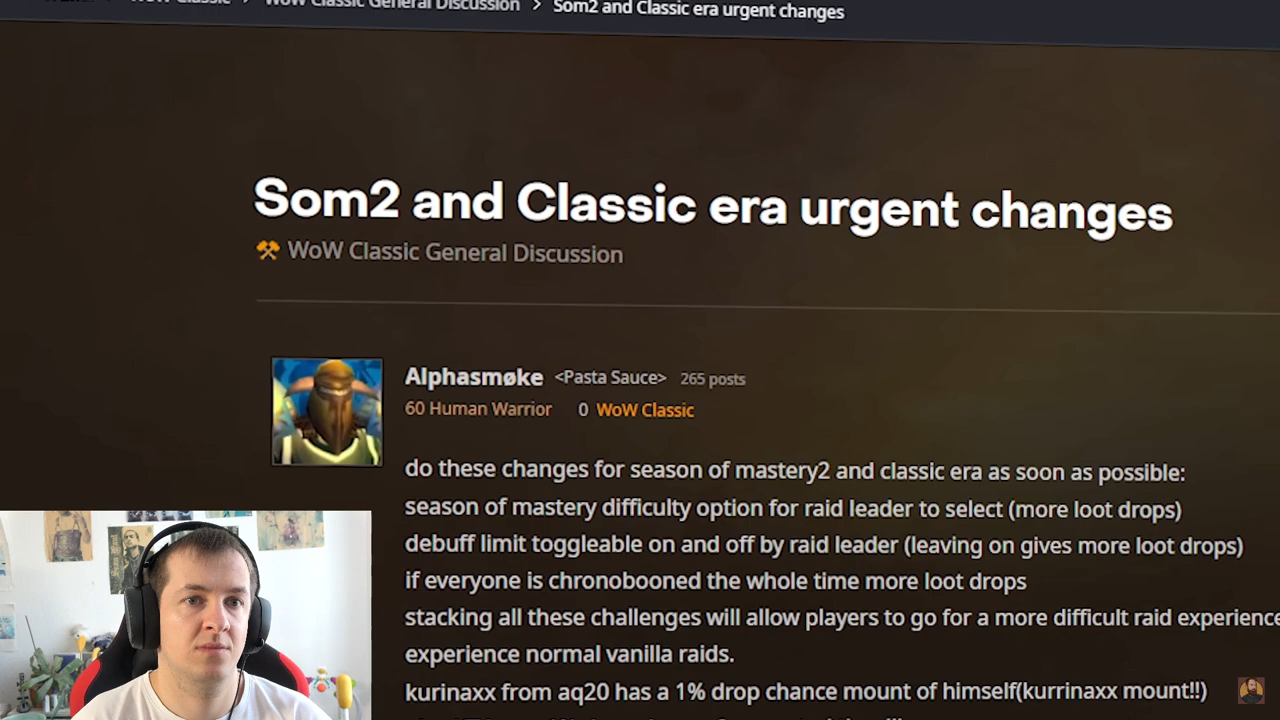 WoW Classic > WoW Classic General Discussion > Som2 and Classic era urgent changes
Som2 and Classic era urgent changes
WoW Classic General Discussion
Alphasmøke <Pasta Sauce> 265 posts
60 Human Warrior 0 WoW Classic
do these changes for season of mastery2 and classic era as soon as possible:
season of mastery difficulty option for raid leader to select (more loot drops)
debuff limit toggleable on and off by raid leader (leaving on gives more loot drops)
if everyone is chronobooned the whole time more loot drops
stacking all these challenges will allow players to go for a more difficult raid experience
experience normal vanilla raids.
kurinaxx from aq20 has a 1% drop chance mount of himself(kurrinaxx mount!!)